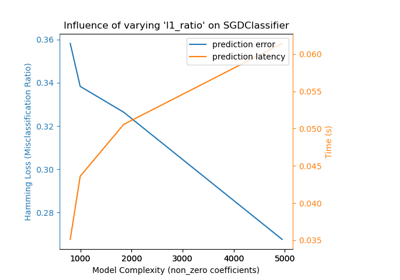 Influence of varying 'l1_ratio' on SGDClassifier
prediction error
prediction latency
0.36
0.34
0.32
0.30
0.28
Hamming Loss (Misclassification Ratio)
0.060
0.055
0.050
0.045
0.040
0.035
Time (s)
1000 2000 3000 4000 5000
Model Complexity (non_zero coefficients)